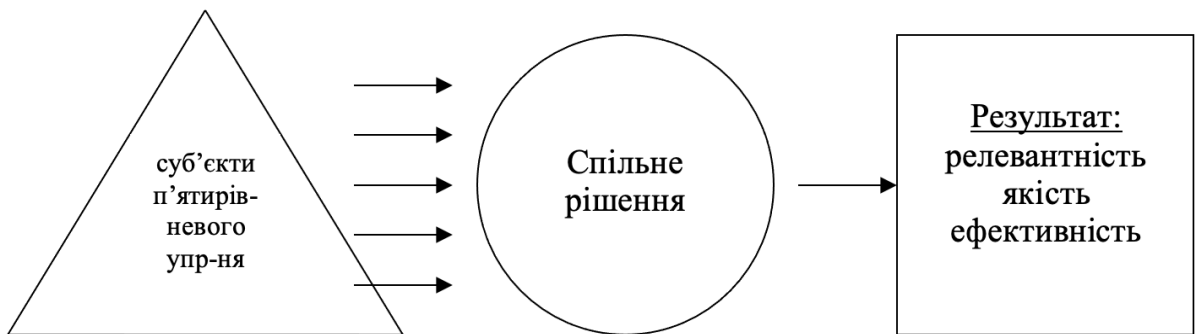 суб’єкти
п’ятирів-
невого
упр-ня
Спільне
рішення
Результат:
релевантність
якість
ефективність